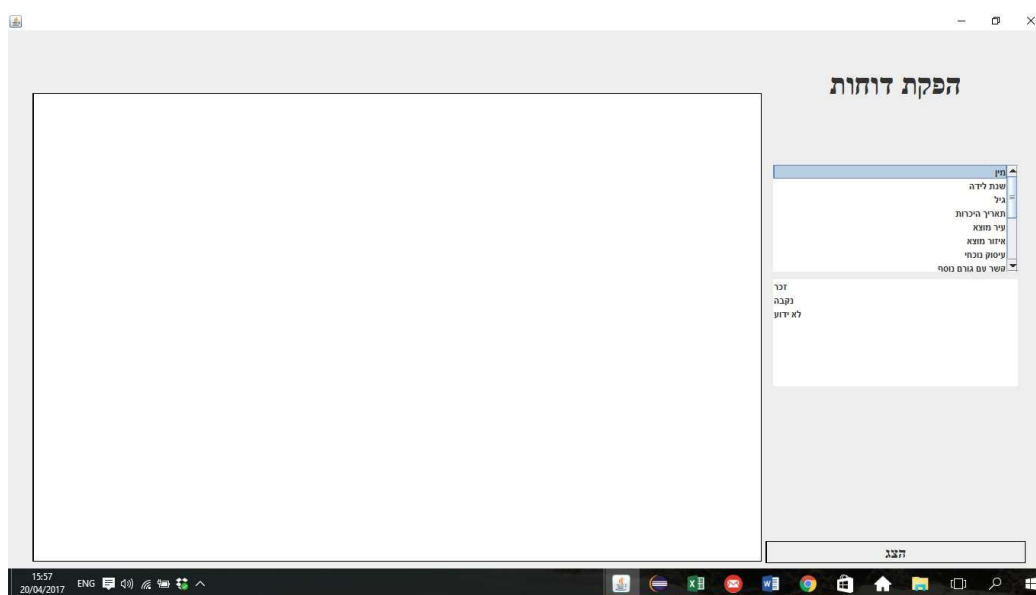 הפקת דוחות
מין
שנת לידה
גיל
תאריך היכרות
עיר מוצא
איזור מוצא
עיסוק נוכחי
קשר עם גורם נוסף
זכר
נקבה
לא ידוע
הצג
15:57
20/04/2017
ENG